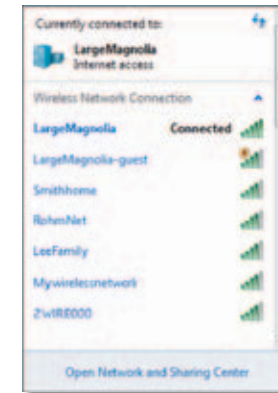 Currently connected to:
LargeMagnolia
Internet access
Wireless Network Connection
LargeMagnolia Connected
LargeMagnolia-guest
Smithhome
RohmNet
LeeFamily
Mywirelessnetwork
2WIRE000
Open Network and Sharing Center